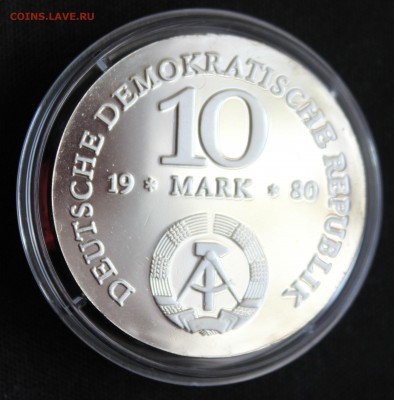 COINS.LAVE.RU
DEUTSCHE DEMOKRATISCHE REPUBLIK
10
19 * MARK * 80